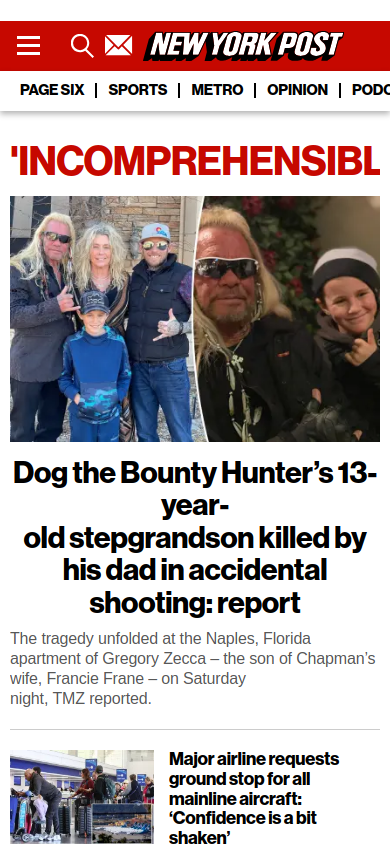 NEW YORK POST
PAGE SIX
SPORTS
METRO
OPINION
PODC
'INCOMPREHENSIBL
Dog the Bounty Hunter’s 13-
year-
old stepgrandson killed by
his dad in accidental
shooting: report
The tragedy unfolded at the Naples, Florida
apartment of Gregory Zecca – the son of Chapman’s
wife, Francie Frane – on Saturday
night, TMZ reported.
Major airline requests
ground stop for all
mainline aircraft:
‘Confidence is a bit
shaken’